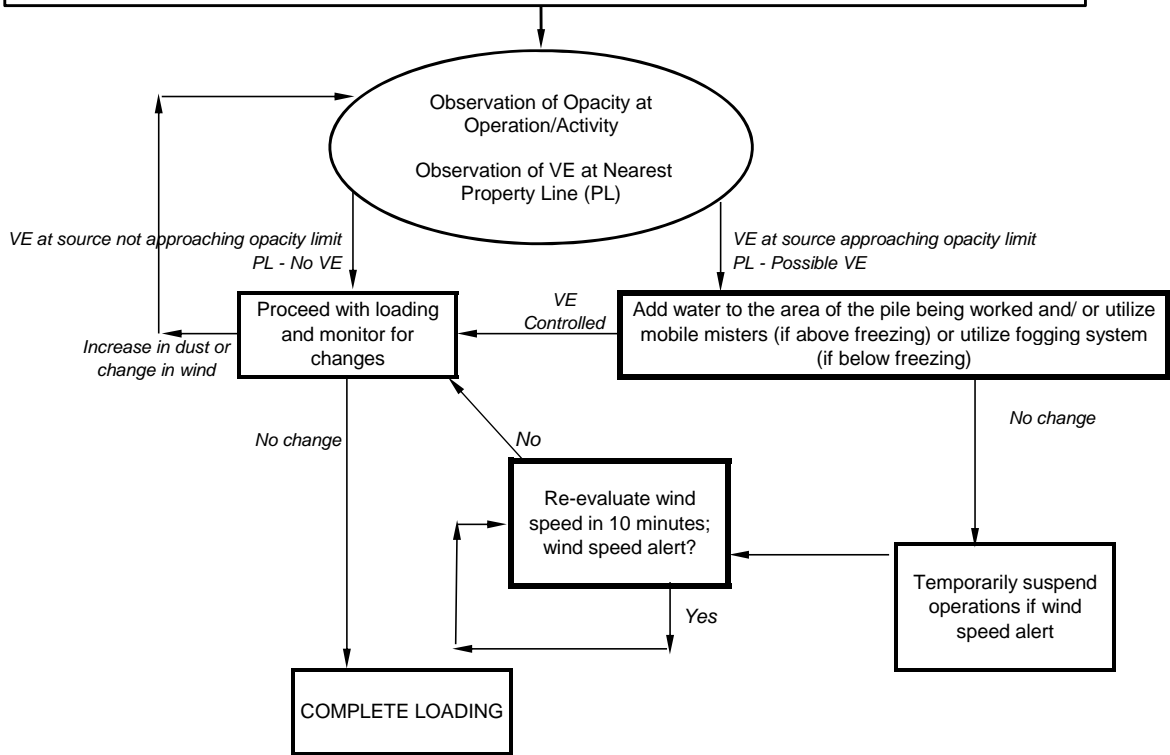 Observation of Opacity at
Operation/Activity
Observation of VE at Nearest
Property Line (PL)
VE at source not approaching opacity limit
PL - No VE
VE at source approaching opacity limit
PL - Possible VE
Proceed with loading
and monitor for
changes
VE
Controlled
Add water to the area of the pile being worked and/ or utilize
mobile misters (if above freezing) or utilize fogging system
(if below freezing)
Increase in dust or
change in wind
No change
No
No change
Re-evaluate wind
speed in 10 minutes;
wind speed alert?
Yes
Temporarily suspend
operations if wind
speed alert
COMPLETE LOADING